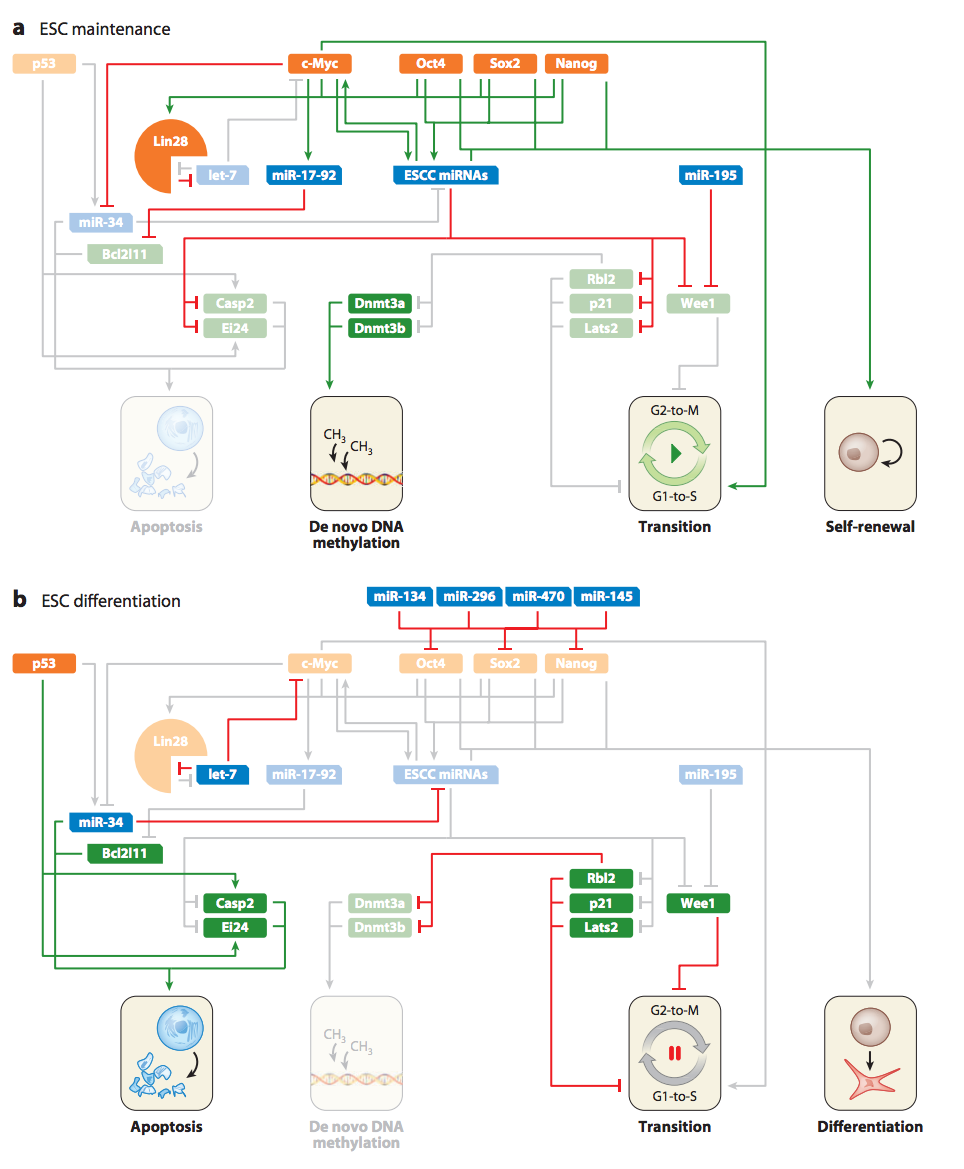 a ESC maintenance
p53 c-Myc Oct4 Sox2 Nanog
Lin28
let-7 miR-17-92 ESCC miRNAs miR-195
miR-34
Bcl2l11
Rbl2
Casp2 Dnmt3a p21 Wee1
Ei24 Dnmt3b Lats2
G2-to-M
CH3
CH3
G1-to-S
Apoptosis De novo DNA Transition Self-renewal
methylation
b ESC differentiation
miR-134 miR-296 miR-470 miR-145
p53 c-Myc Oct4 Sox2 Nanog
Lin28
let-7 miR-17-92 ESCC miRNAs miR-195
miR-34
Bcl2l11
Rbl2
Casp2 Dnmt3a p21 Wee1
Ei24 Dnmt3b Lats2
G2-to-M
CH3
CH3
G1-to-S
Apoptosis De novo DNA Transition Differentiation
methylation